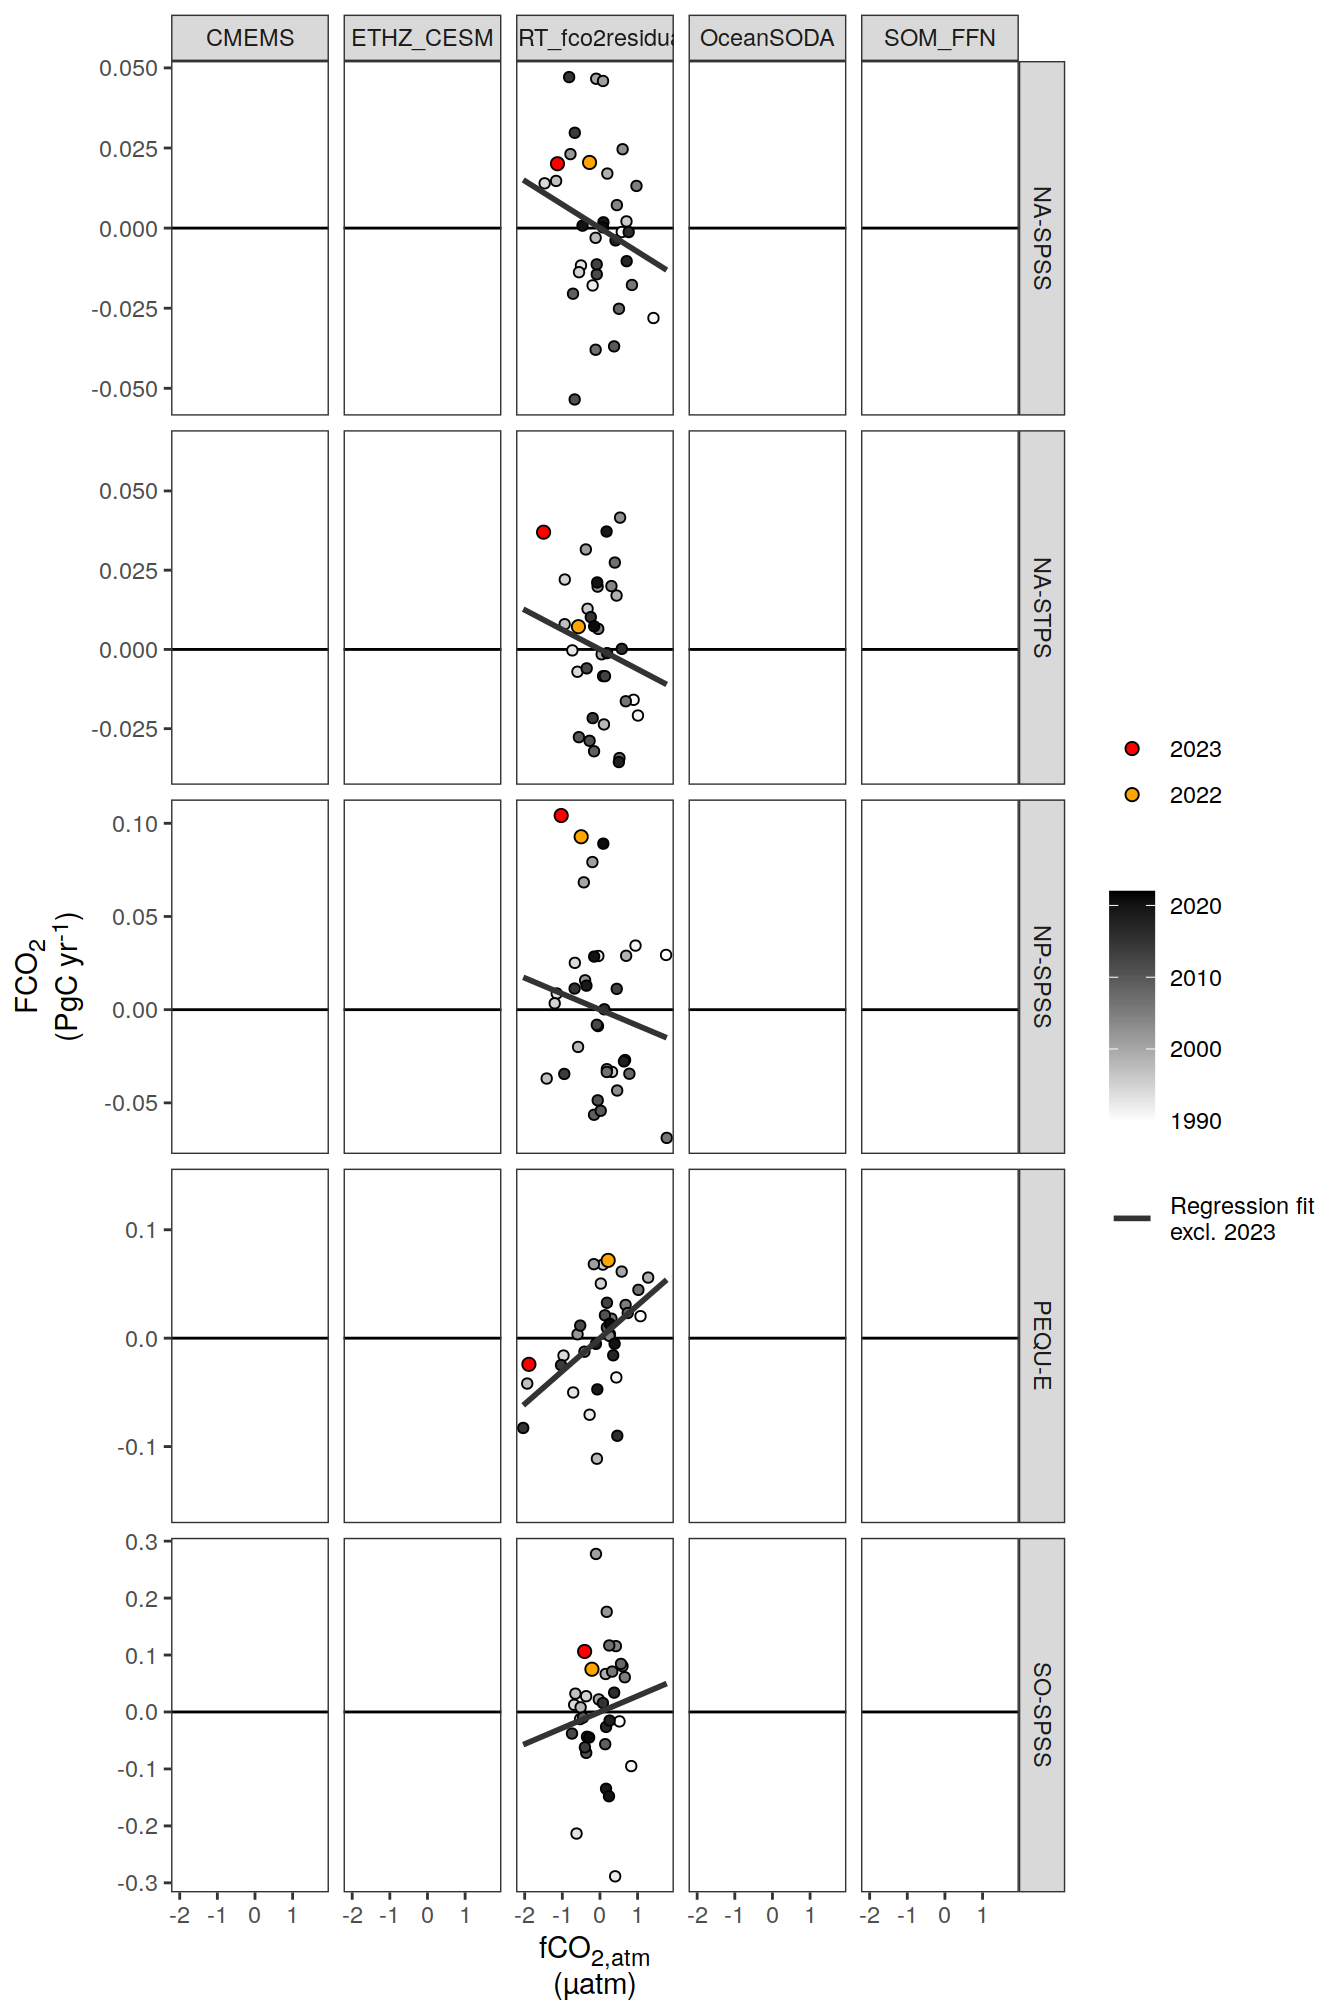 CMEMS ETHZ_CESM RT_fco2residua OceanSODA SOM_FFN
0.050
0.025
0.000
-0.025
-0.050
NA-SPSS
0.050
0.025
0.000
-0.025
NA-STPS
0.10
0.05
0.00
-0.05
NP-SPSS
0.1
0.0
-0.1
PEQU-E
0.3
0.2
0.1
0.0
-0.1
-0.2
-0.3
SO-SPSS
-2 -1 0 1 -2 -1 0 1 -2 -1 0 1 -2 -1 0 1 -2 -1 0 1
fCO2,atm
(µatm)
FCO2
(PgC yr-1)
2023
2022
2020
2010
2000
1990
Regression fit
excl. 2023